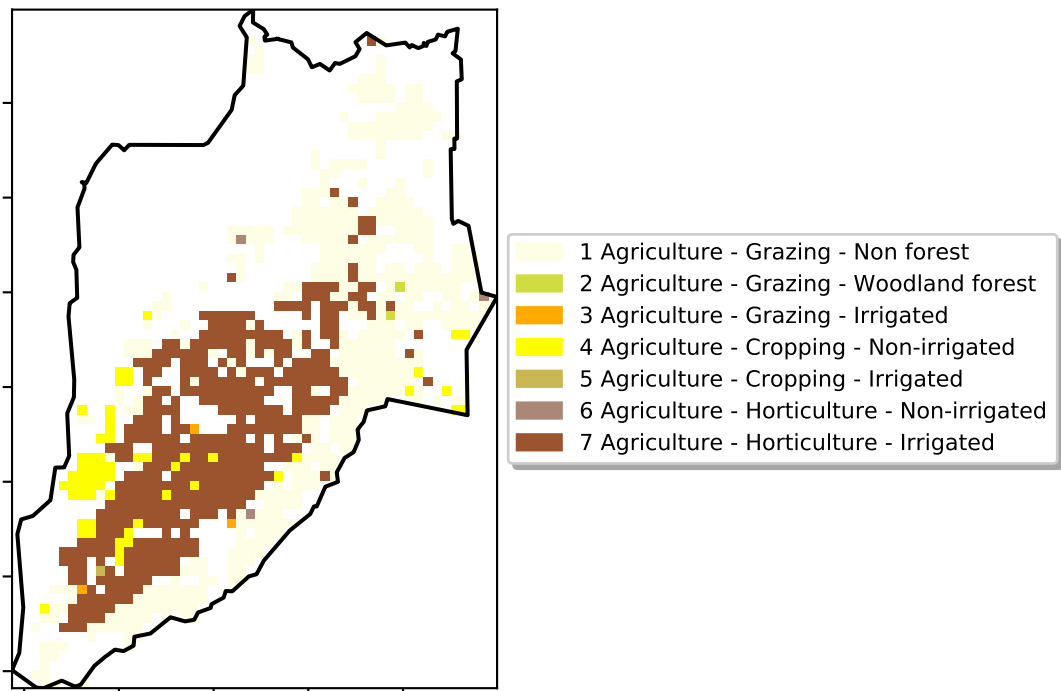 1 Agriculture - Grazing - Non forest
2 Agriculture - Grazing - Woodland forest
3 Agriculture - Grazing - Irrigated
4 Agriculture - Cropping - Non-irrigated
5 Agriculture - Cropping - Irrigated
6 Agriculture - Horticulture - Non-irrigated
7 Agriculture - Horticulture - Irrigated